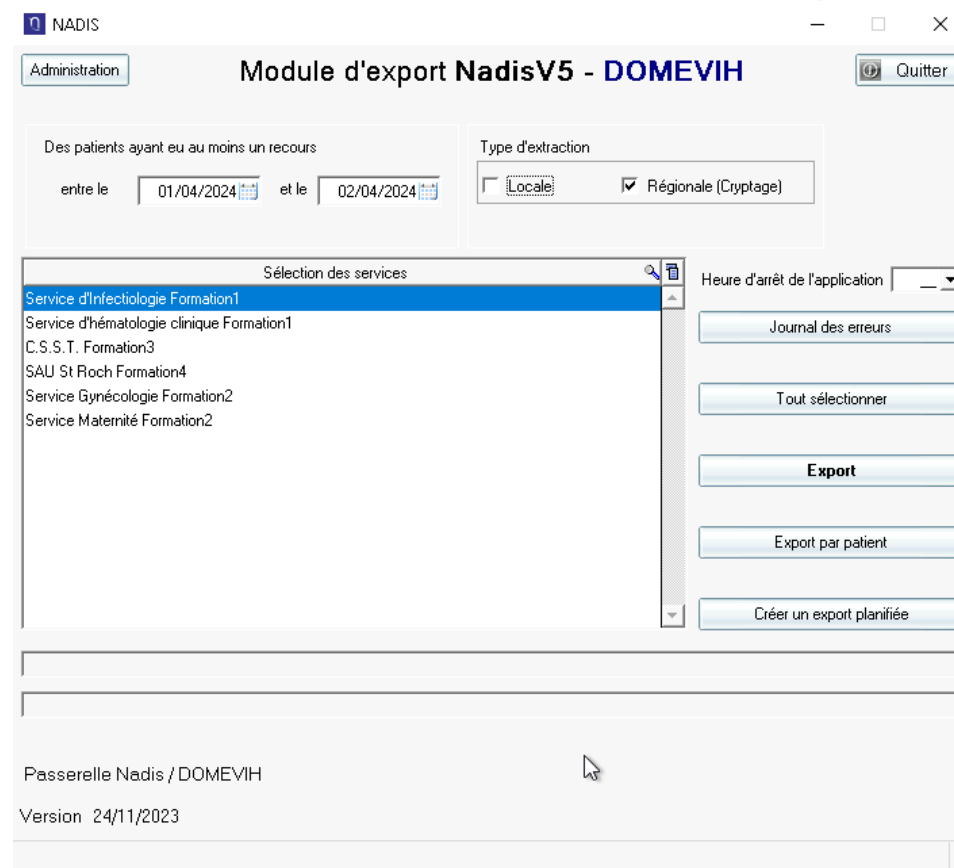 NADIS
Administration
Module d'export NadisV5 - DOMEVIH
Quitter
Des patients ayant eu au moins un recours
entre le 01/04/2024 et le 02/04/2024
Type d'extraction
Locale Régionale (Cryptage)
Sélection des services
Service d'Infectiologie Formation1
Service d'hématologie clinique Formation1
C.S.S.T. Formation3
SAU St Roch Formation4
Service Gynécologie Formation2
Service Maternité Formation2
Heure d'arrêt de l'application __
Journal des erreurs
Tout sélectionner
Export
Export par patient
Créer un export planifiée
Passerelle Nadis / DOMEVIH
Version 24/11/2023